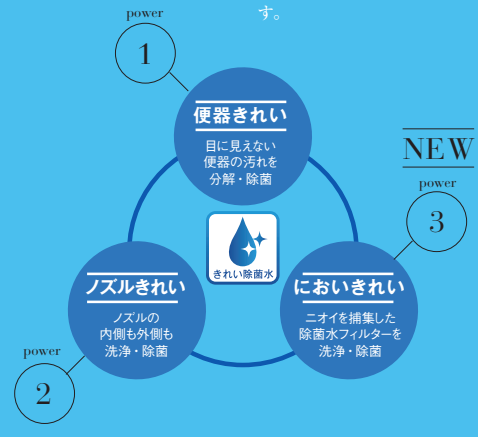 す。
power
1
便器きれい
目に見えない
便器の汚れを
分解・除菌
NEW
power
3
きれい除菌水
ノズルきれい
ノズルの
内側も外側も
洗浄・除菌
においきれい
ニオイを捕集した
除菌水フィルターを
洗浄・除菌
power
2